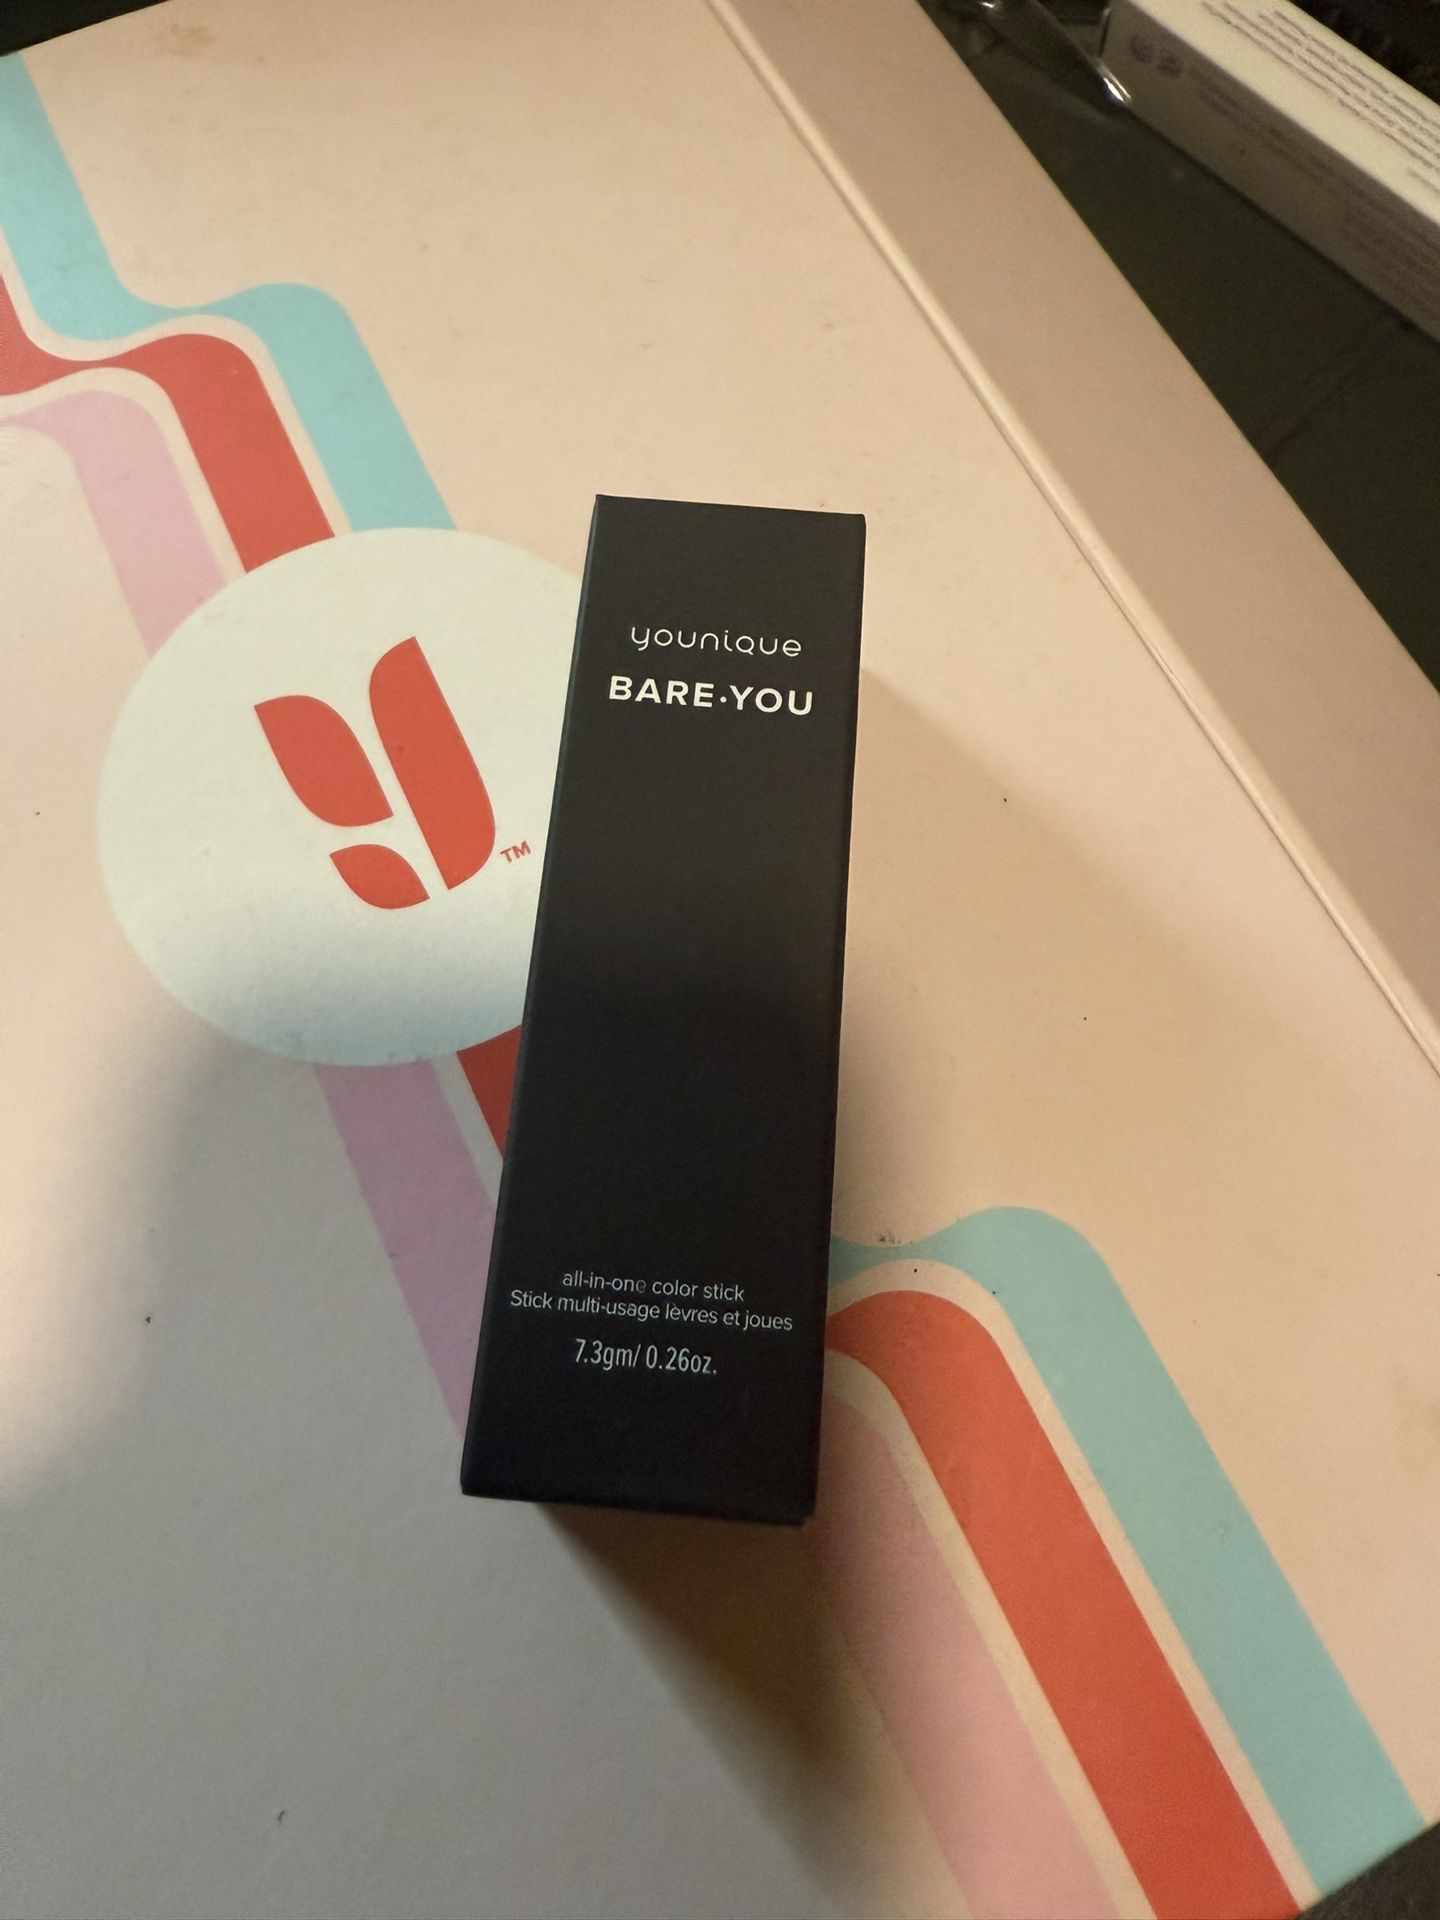 younique
BARE·YOU
TM
all-in-one color stick
Stick multi-usage lèvres et joues
7.3gm/ 0.26oz.